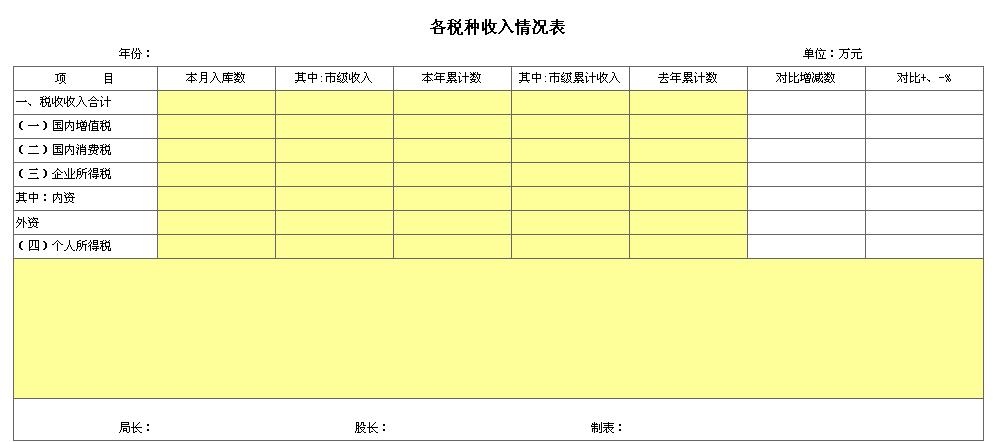 各税种收入情况表
年份： 单位：万元
项 目 本月入库数 其中:市级收入 本年累计数 其中:市级累计收入 去年累计数 对比增减数 对比+、-%
一、税收收入合计
（一）国内增值税
（二）国内消费税
（三）企业所得税
其中：内资
外资
（四）个人所得税
局长： 股长： 制表：